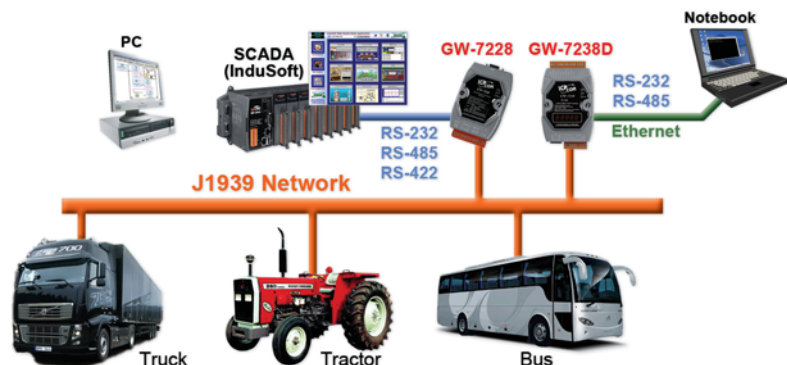 PC
SCADA
(InduSoft)
GW-7228
GW-7238D
Notebook
RS-232
RS-485
Ethernet
RS-232
RS-485
RS-422
J1939 Network
700
Truck
Tractor
Bus